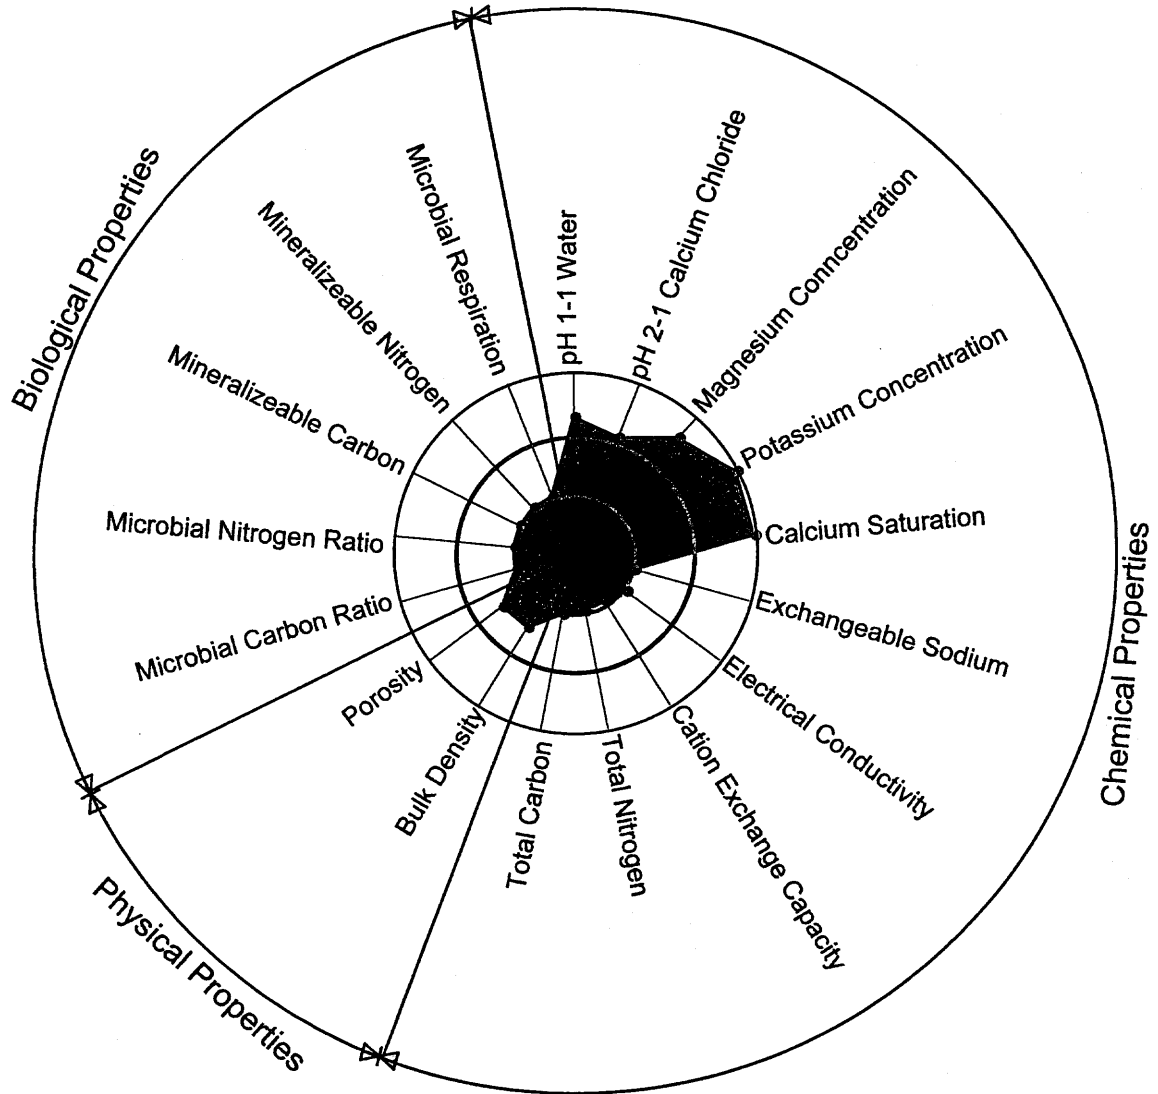 Biological Properties
Chemical Properties
Physical Properties
pH 1-1 Water
pH 2-1 Calcium Chloride
Magnesium Conncentration
Potassium Concentration
Calcium Saturation
Exchangeable Sodium
Electrical Conductivity
Cation Exchange Capacity
Total Nitrogen
Total Carbon
Bulk Density
Porosity
Microbial Carbon Ratio
Microbial Nitrogen Ratio
Mineralizeable Carbon
Mineralizeable Nitrogen
Microbial Respiration